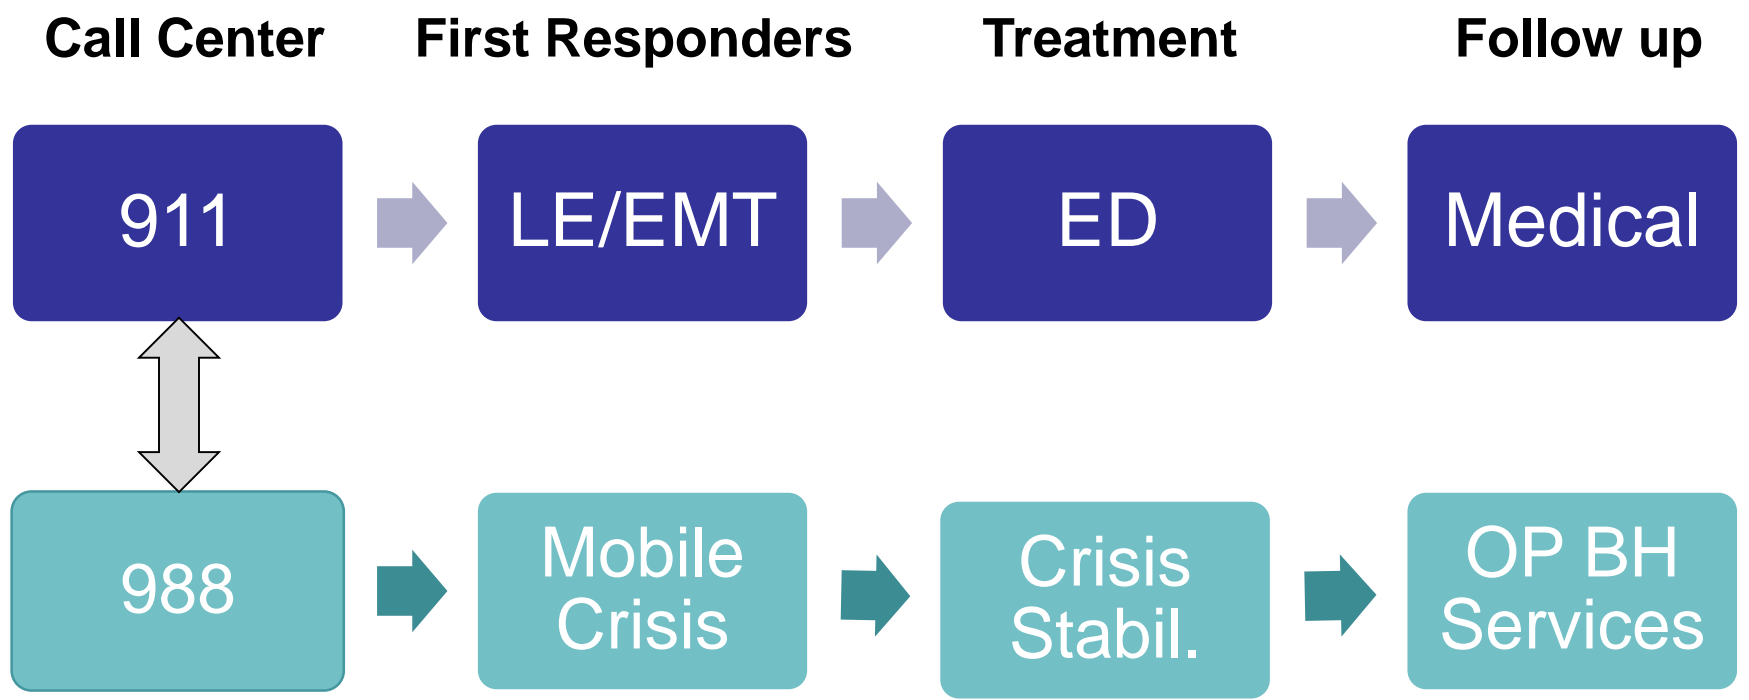 Call Center
First Responders
Treatment
Follow up
911
LE/EMT
ED
Medical
988
Mobile
Crisis
Crisis
Stabil.
OP BH
Services